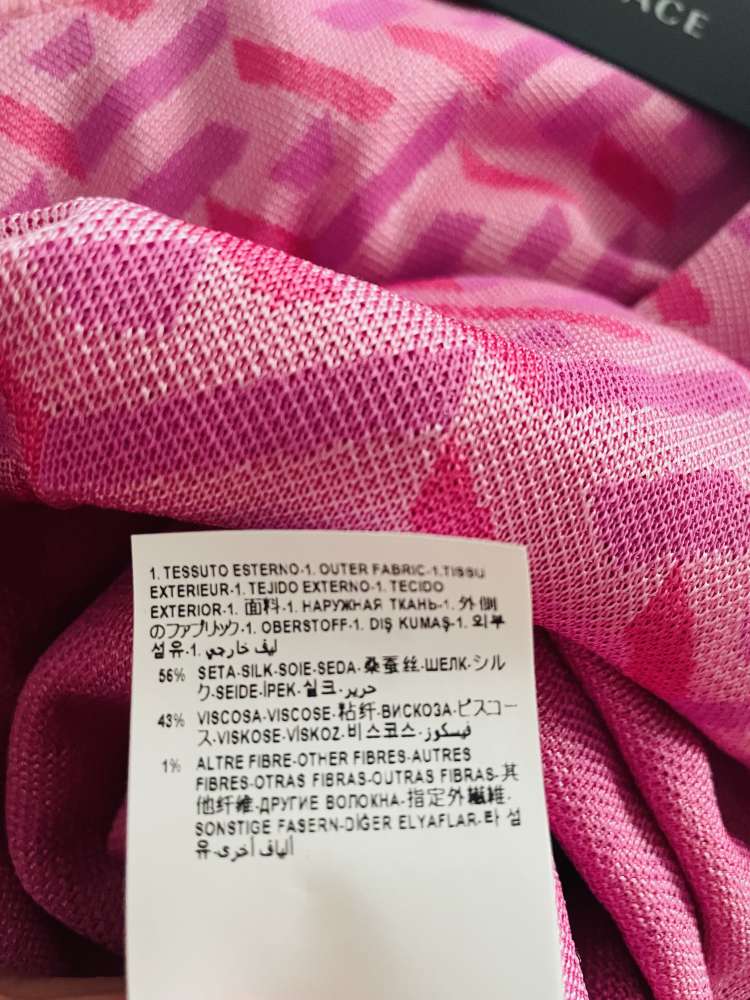 ACE
1. TESSUTO ESTERNO-1. OUTER FABRIC-1.TISSU
EXTERIEUR-1. TEJIDO EXTERNO-1. TECIDO
EXTERIOR-1. 面料-1. НАРУЖНАЯ ТКАНЬ-1. 外側
のファブリック-1. OBERSTOFF-1. DIŞ KUMAŞ-1. 외부
섬유-1. ليف خارجي
56% SETA-SILK-SOIE-SEDA-桑蚕丝-ШЕЛК-シル
ク-SEIDE-İPEK-실크-حرير
43% VISCOSA-VISCOSE-粘纤-ВИСКОЗА-ビスコー
ス-VISKOSE-VİSKOZ-비스코스-فيسكوز
1% ALTRE FIBRE-OTHER FIBRES-AUTRES
FIBRES-OTRAS FIBRAS-OUTRAS FIBRAS-其
他纤维-ДРУГИЕ ВОЛОКНА-指定外繊維-
SONSTIGE FASERN-DİĞER ELYAFLAR-타 섬
유-ألياف أخرى